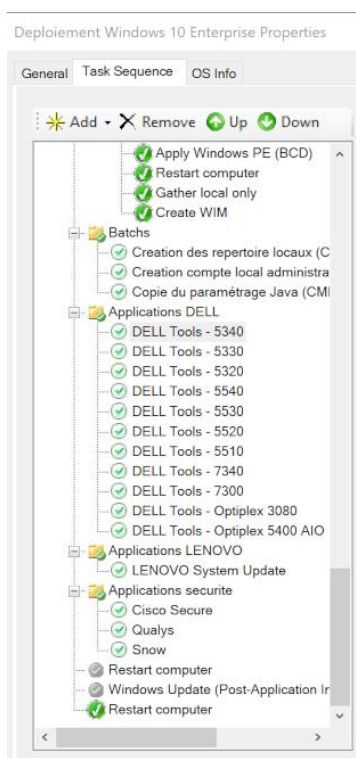 Deploiement Windows 10 Enterprise Properties
General Task Sequence OS Info
Add Remove Up Down
Apply Windows PE (BCD)
Restart computer
Gather local only
Create WIM
Batchs
Creation des repertoire locaux (C
Creation compte local administra
Copie du paramétrage Java (CMI
Applications DELL
DELL Tools - 5340
DELL Tools - 5330
DELL Tools - 5320
DELL Tools - 5540
DELL Tools - 5530
DELL Tools - 5520
DELL Tools - 5510
DELL Tools - 7340
DELL Tools - 7300
DELL Tools - Optiplex 3080
DELL Tools - Optiplex 5400 AIO
Applications LENOVO
LENOVO System Update
Applications securite
Cisco Secure
Qualys
Snow
Restart computer
Windows Update (Post-Application Ir
Restart computer